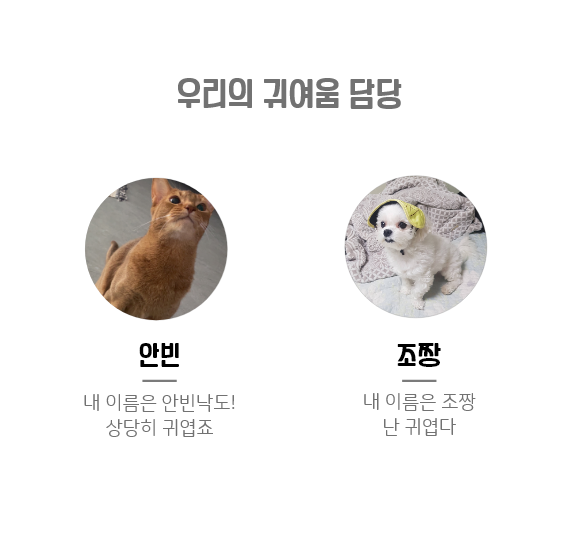 우리의 귀여움 담당
안빈
조짱
내 이름은 안빈낙도!
상당히 귀엽죠
내 이름은 조짱
난 귀엽다